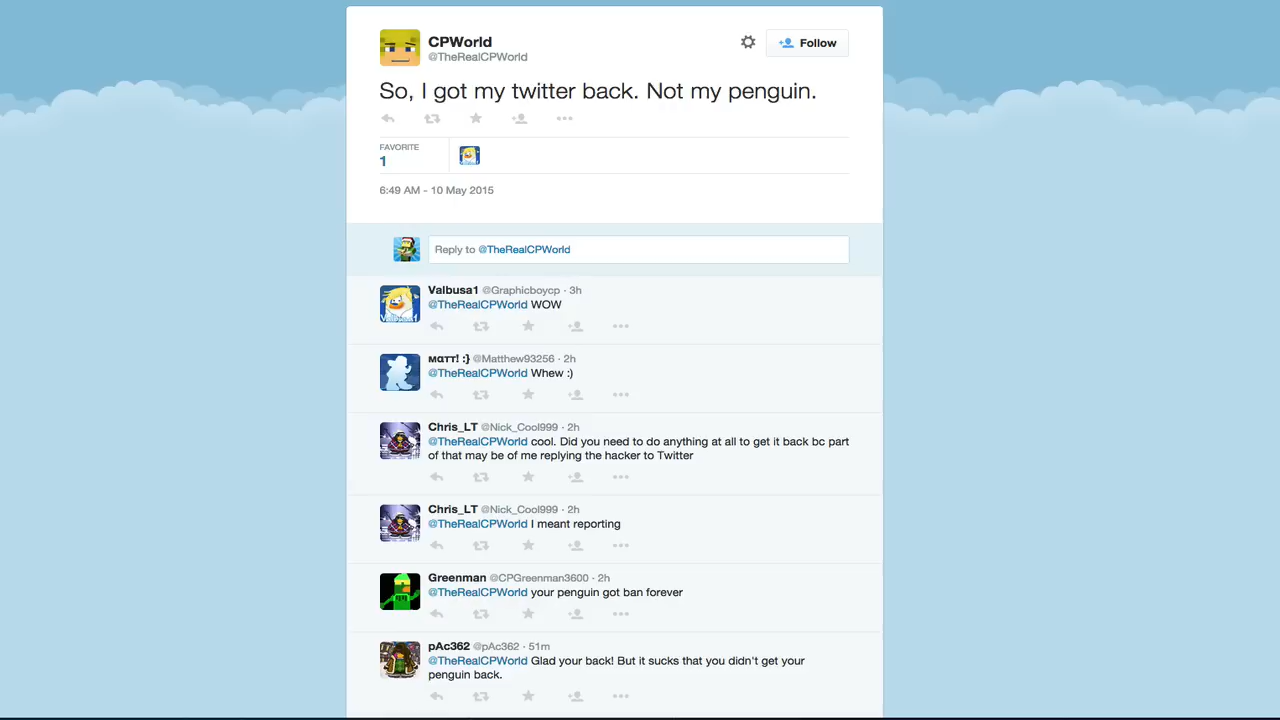 CPWorld
@TheRealCPWorld
Follow
So, I got my twitter back. Not my penguin.
FAVORITE
1
6:49 AM - 10 May 2015
Reply to @TheRealCPWorld
Valbusa1 @Graphicboycp · 3h
@TheRealCPWorld WOW
мαтт! :} @Matthew93256 · 2h
@TheRealCPWorld Whew :)
Chris_LT @Nick_Cool999 · 2h
@TheRealCPWorld cool. Did you need to do anything at all to get it back bc part
of that may be of me replying the hacker to Twitter
Chris_LT @Nick_Cool999 · 2h
@TheRealCPWorld I meant reporting
Greenman @CPGreenman3600 · 2h
@TheRealCPWorld your penguin got ban forever
pAc362 @pAc362 · 51m
@TheRealCPWorld Glad your back! But it sucks that you didn't get your
penguin back.